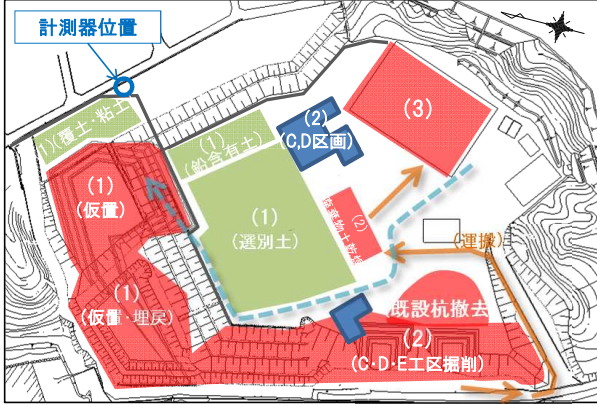 計測器位置
(1)(覆土・粘土)
(1)
(鉛含有土)
(2)
(C,D区画)
(3)
(1)
(仮置)
(1)
(選別土)
(2)
(運搬)
(1)
(仮置・埋戻)
既設杭撤去
(2)
(C・D・E工区掘削)